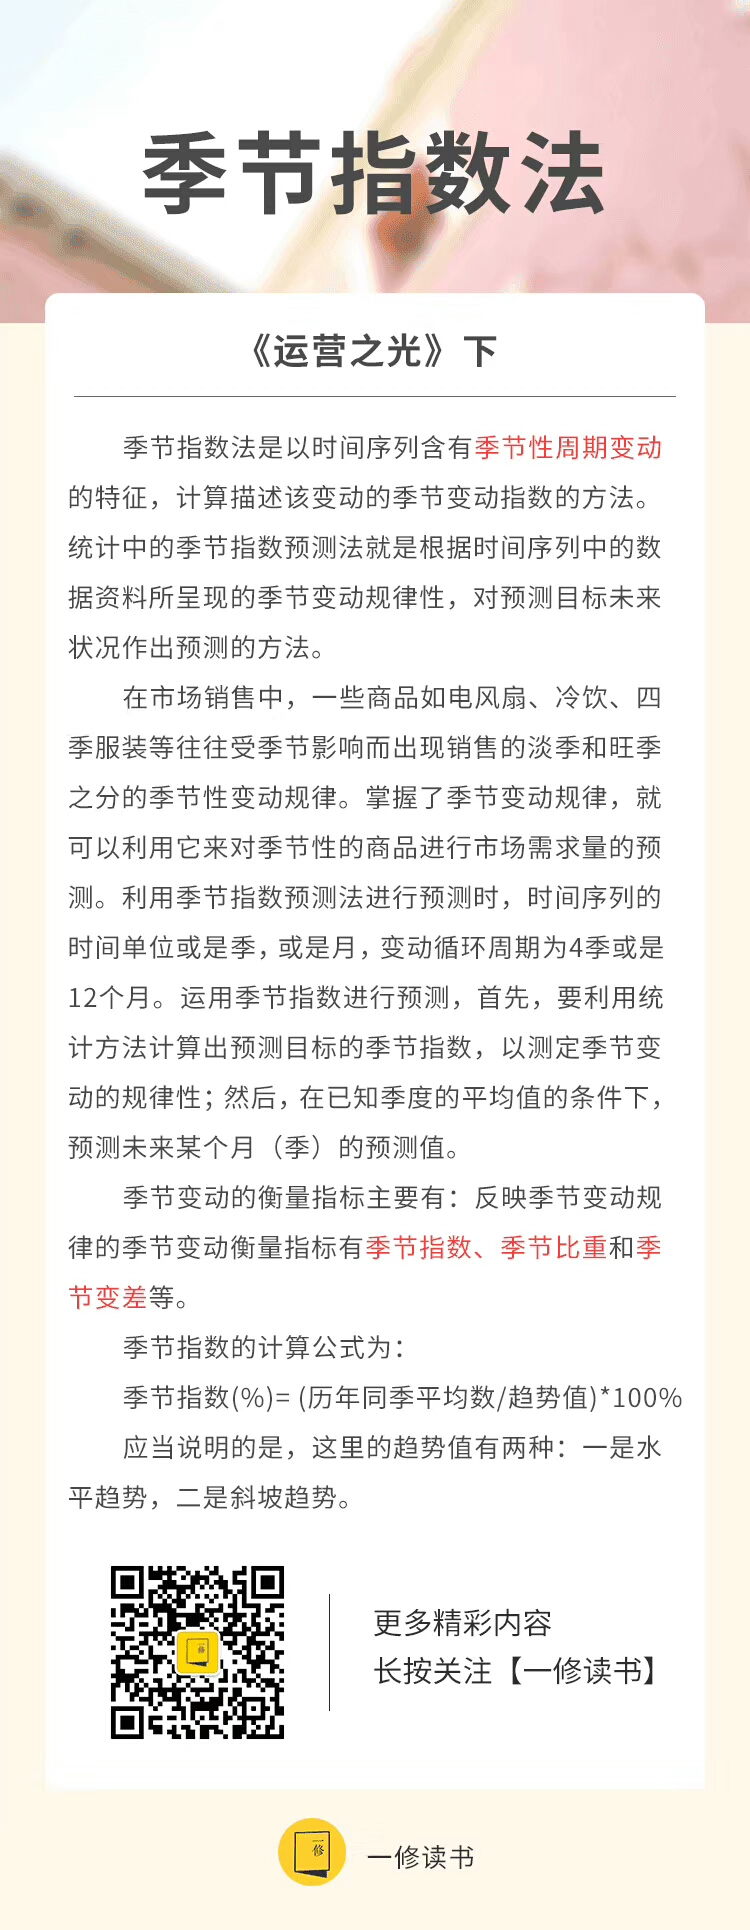 季节指数法
《运营之光》下
季节指数法是以时间序列含有季节性周期变动
的特征，计算描述该变动的季节变动指数的方法。
统计中的季节指数预测法就是根据时间序列中的数
据资料所呈现的季节变动规律性，对预测目标未来
状况作出预测的方法。
在市场销售中，一些商品如电风扇、冷饮、四
季服装等往往受季节影响而出现销售的淡季和旺季
之分的季节性变动规律。掌握了季节变动规律，就
可以利用它来对季节性的商品进行市场需求量的预
测。利用季节指数预测法进行预测时，时间序列的
时间单位或是季，或是月，变动循环周期为4季或是
12个月。运用季节指数进行预测，首先，要利用统
计方法计算出预测目标的季节指数，以测定季节变
动的规律性；然后，在已知季度的平均值的条件下，
预测未来某个月（季）的预测值。
季节变动的衡量指标主要有：反映季节变动规
律的季节变动衡量指标有季节指数、季节比重和季
节变差等。
季节指数的计算公式为：
季节指数(%)= (历年同季平均数/趋势值)*100%
应当说明的是，这里的趋势值有两种：一是水
平趋势，二是斜坡趋势。
更多精彩内容
长按关注【一修读书】
一修
一修读书